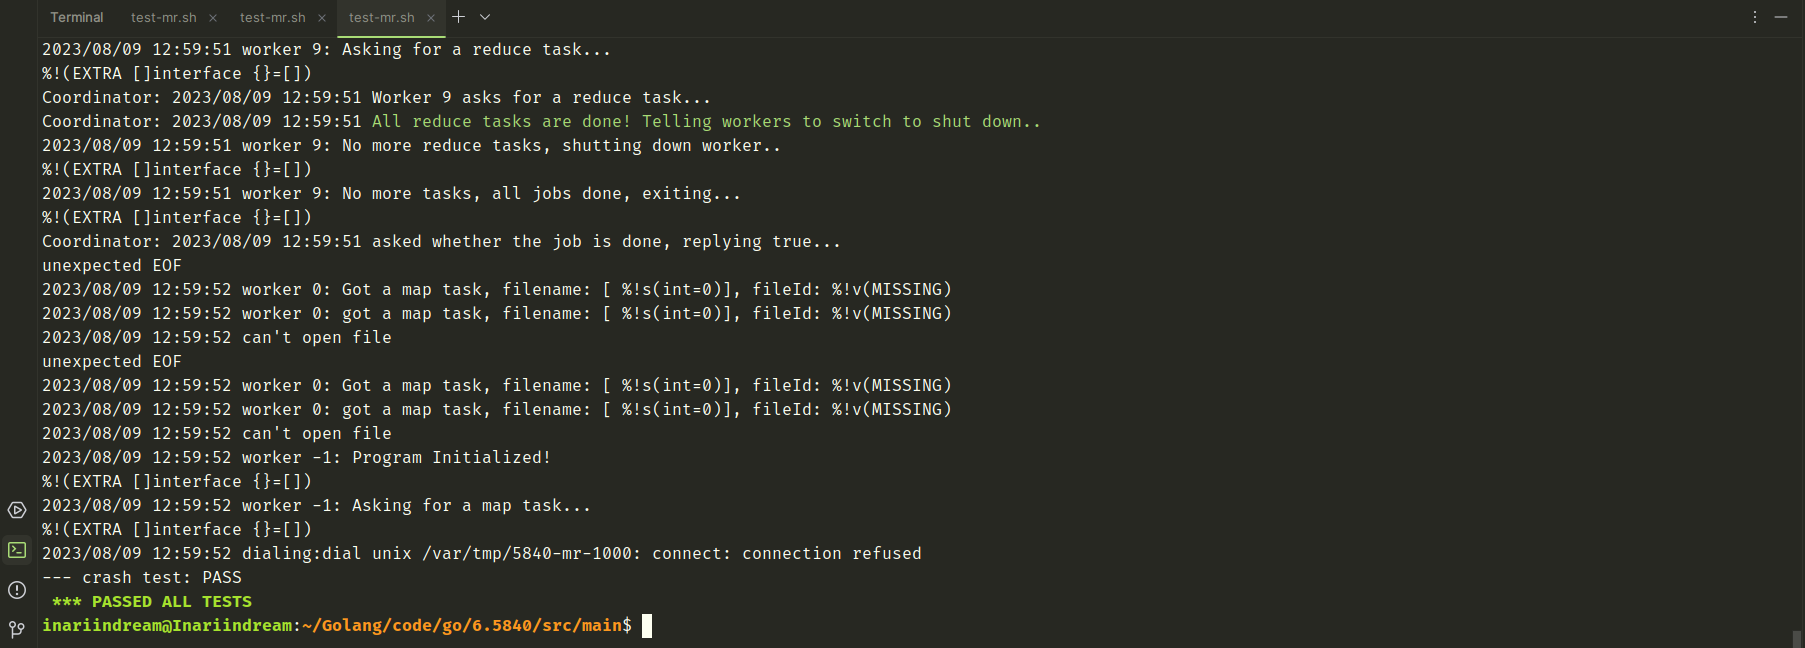 Terminal test-mr.sh × test-mr.sh × test-mr.sh ×
2023/08/09 12:59:51 worker 9: Asking for a reduce task...
%!(EXTRA []interface {}=[])
Coordinator: 2023/08/09 12:59:51 Worker 9 asks for a reduce task...
Coordinator: 2023/08/09 12:59:51 All reduce tasks are done! Telling workers to switch to shut down..
2023/08/09 12:59:51 worker 9: No more reduce tasks, shutting down worker..
%!(EXTRA []interface {}=[])
2023/08/09 12:59:51 worker 9: No more tasks, all jobs done, exiting...
%!(EXTRA []interface {}=[])
Coordinator: 2023/08/09 12:59:51 asked whether the job is done, replying true...
unexpected EOF
2023/08/09 12:59:52 worker 0: Got a map task, filename: [ %!s(int=0)], fileId: %!v(MISSING)
2023/08/09 12:59:52 worker 0: got a map task, filename: [ %!s(int=0)], fileId: %!v(MISSING)
2023/08/09 12:59:52 can't open file
unexpected EOF
2023/08/09 12:59:52 worker 0: Got a map task, filename: [ %!s(int=0)], fileId: %!v(MISSING)
2023/08/09 12:59:52 worker 0: got a map task, filename: [ %!s(int=0)], fileId: %!v(MISSING)
2023/08/09 12:59:52 can't open file
2023/08/09 12:59:52 worker -1: Program Initialized!
%!(EXTRA []interface {}=[])
2023/08/09 12:59:52 worker -1: Asking for a map task...
%!(EXTRA []interface {}=[])
2023/08/09 12:59:52 dialing:dial unix /var/tmp/5840-mr-1000: connect: connection refused
--- crash test: PASS
*** PASSED ALL TESTS
inariindream@Inariindream:~/Golang/code/go/6.5840/src/main$